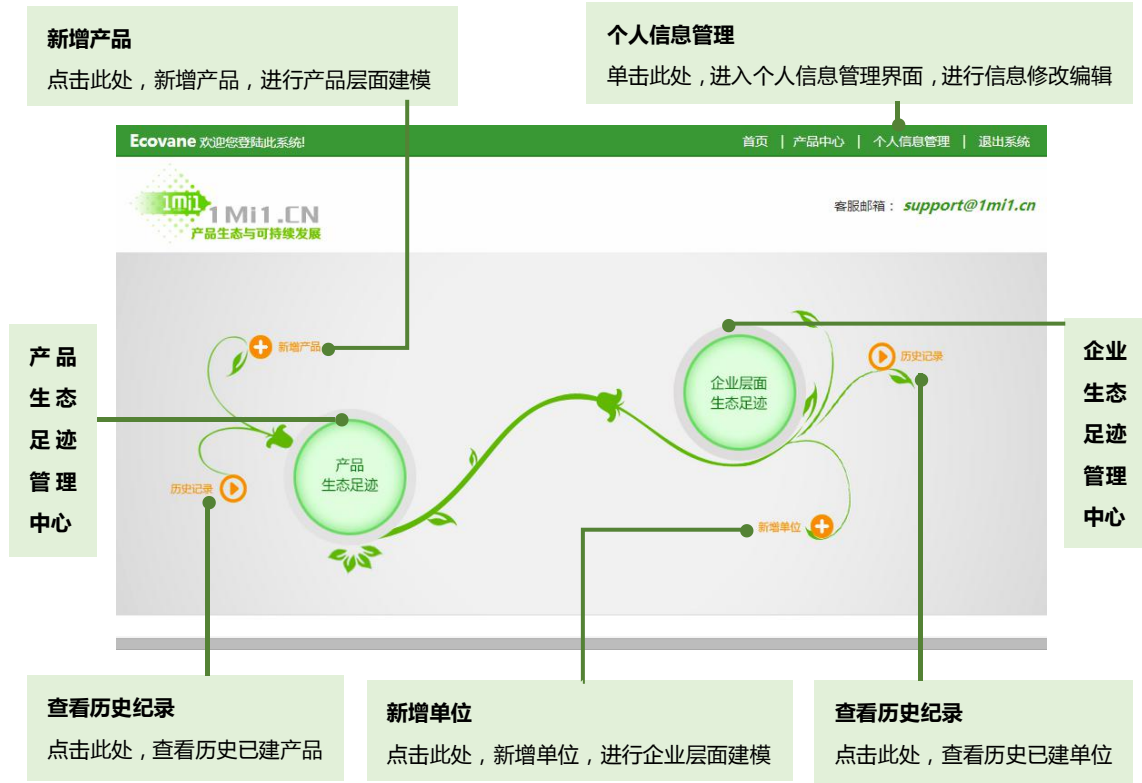 新增产品
点击此处，新增产品，进行产品层面建模
个人信息管理
单击此处，进入个人信息管理界面，进行信息修改编辑
Ecovane 欢迎您登陆此系统!
首页 | 产品中心 | 个人信息管理 | 退出系统
1mi1
1Mi1.CN
产品生态与可持续发展
客服邮箱： support@1mi1.cn
产品
生态
足迹
管理
中心
新增产品
历史记录
产品
生态足迹
企业层面
生态足迹
历史记录
新增单位
企业
生态
足迹
管理
中心
查看历史纪录
点击此处，查看历史已建产品
新增单位
点击此处，新增单位，进行企业层面建模
查看历史纪录
点击此处，查看历史已建单位